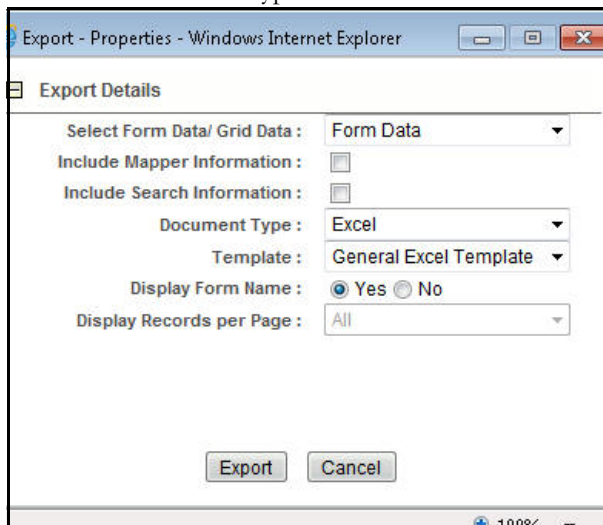 Export - Properties - Windows Internet Explorer
Export Details
Select Form Data/ Grid Data : Form Data
Include Mapper Information :
Include Search Information :
Document Type : Excel
Template : General Excel Template
Display Form Name : Yes No
Display Records per Page : All
Export Cancel